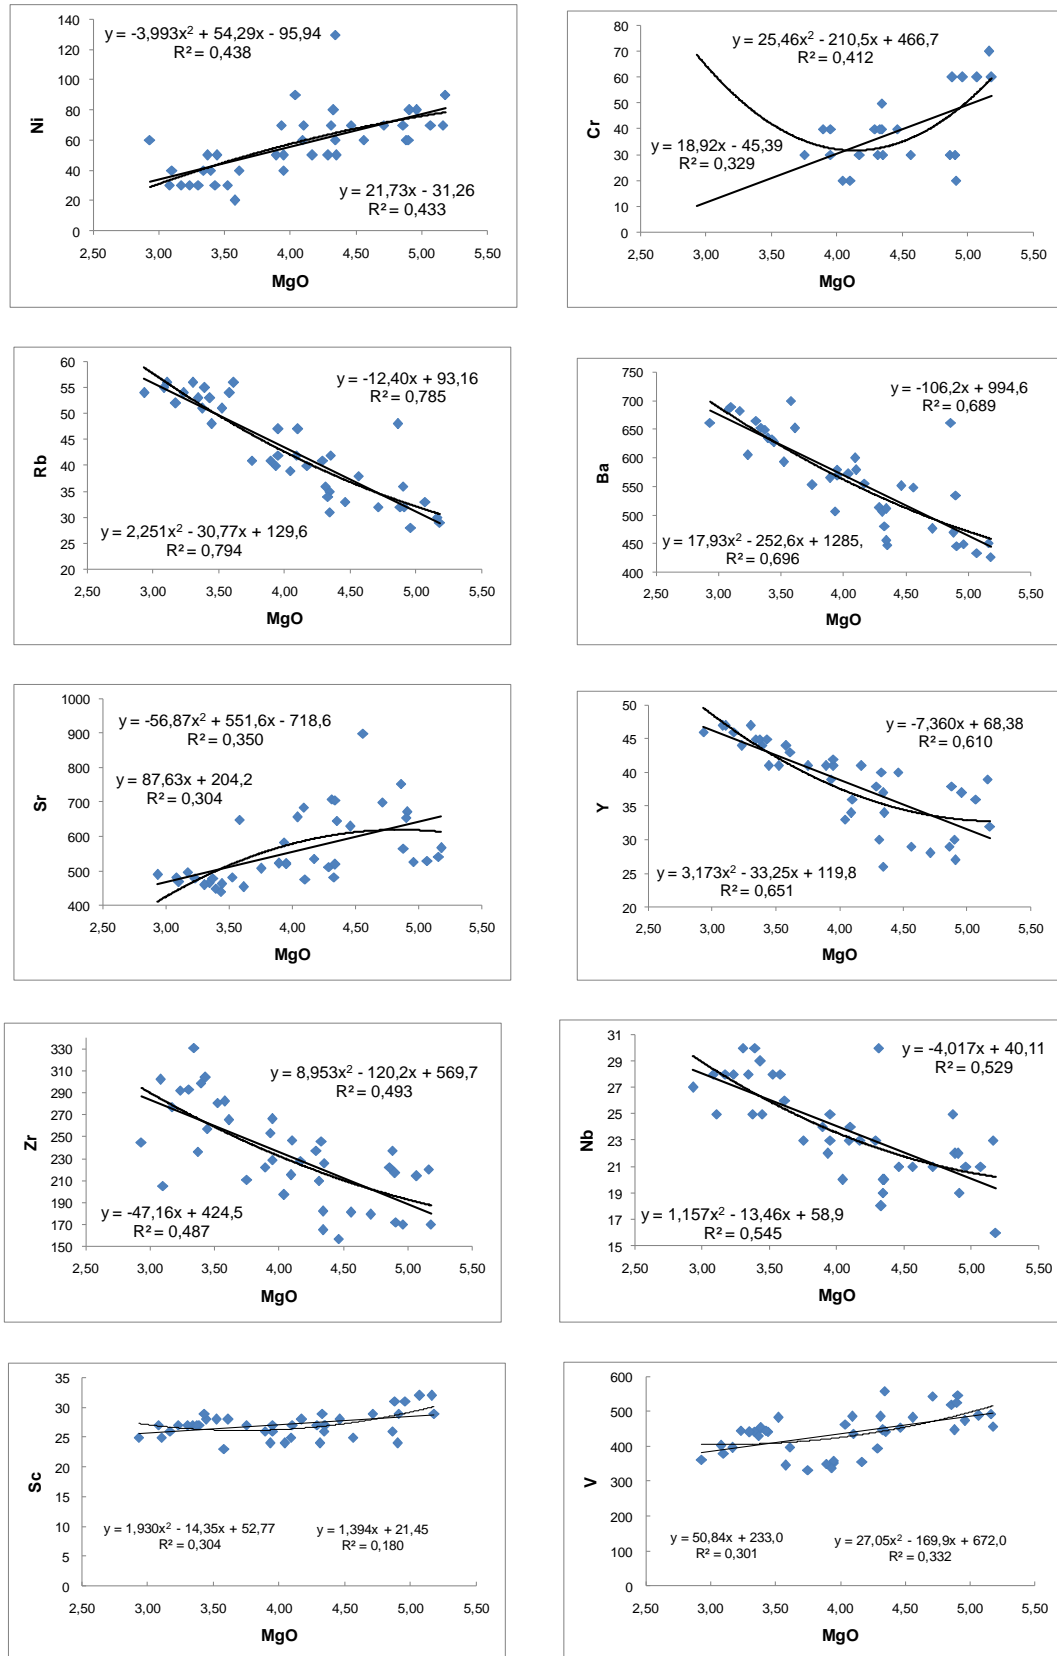 y = -3,993x² + 54,29x - 95,94
R² = 0,438
y = 21,73x - 31,26
R² = 0,433
140
120
100
80
60
40
20
0
Ni
2,50 3,00 3,50 4,00 4,50 5,00 5,50
MgO
y = 25,46x² - 210,5x + 466,7
R² = 0,412
y = 18,92x - 45,39
R² = 0,329
80
70
60
50
40
30
20
10
0
Cr
2,50 3,00 3,50 4,00 4,50 5,00 5,50
MgO
y = -12,40x + 93,16
R² = 0,785
y = 2,251x² - 30,77x + 129,6
R² = 0,794
60
55
50
45
40
35
30
25
20
Rb
2,50 3,00 3,50 4,00 4,50 5,00 5,50
MgO
y = -106,2x + 994,6
R² = 0,689
y = 17,93x² - 252,6x + 1285,
R² = 0,696
750
700
650
600
550
500
450
400
Ba
2,50 3,00 3,50 4,00 4,50 5,00 5,50
MgO
y = -56,87x² + 551,6x - 718,6
R² = 0,350
y = 87,63x + 204,2
R² = 0,304
1000
900
800
700
600
500
400
Sr
2,50 3,00 3,50 4,00 4,50 5,00 5,50
MgO
y = -7,360x + 68,38
R² = 0,610
y = 3,173x² - 33,25x + 119,8
R² = 0,651
50
45
40
35
30
25
20
Y
2,50 3,00 3,50 4,00 4,50 5,00 5,50
MgO
y = 8,953x² - 120,2x + 569,7
R² = 0,493
y = -47,16x + 424,5
R² = 0,487
330
310
290
270
250
230
210
190
170
150
Zr
2,50 3,00 3,50 4,00 4,50 5,00 5,50
MgO
y = -4,017x + 40,11
R² = 0,529
y = 1,157x² - 13,46x + 58,9
R² = 0,545
31
29
27
25
23
21
19
17
15
Nb
2,50 3,00 3,50 4,00 4,50 5,00 5,50
MgO
35
30
25
20
15
10
5
0
Sc
y = 1,930x² - 14,35x + 52,77
R² = 0,304
y = 1,394x + 21,45
R² = 0,180
2,50 3,00 3,50 4,00 4,50 5,00 5,50
MgO
600
500
400
300
200
100
0
V
y = 50,84x + 233,0
R² = 0,301
y = 27,05x² - 169,9x + 672,0
R² = 0,332
2,50 3,00 3,50 4,00 4,50 5,00 5,50
MgO